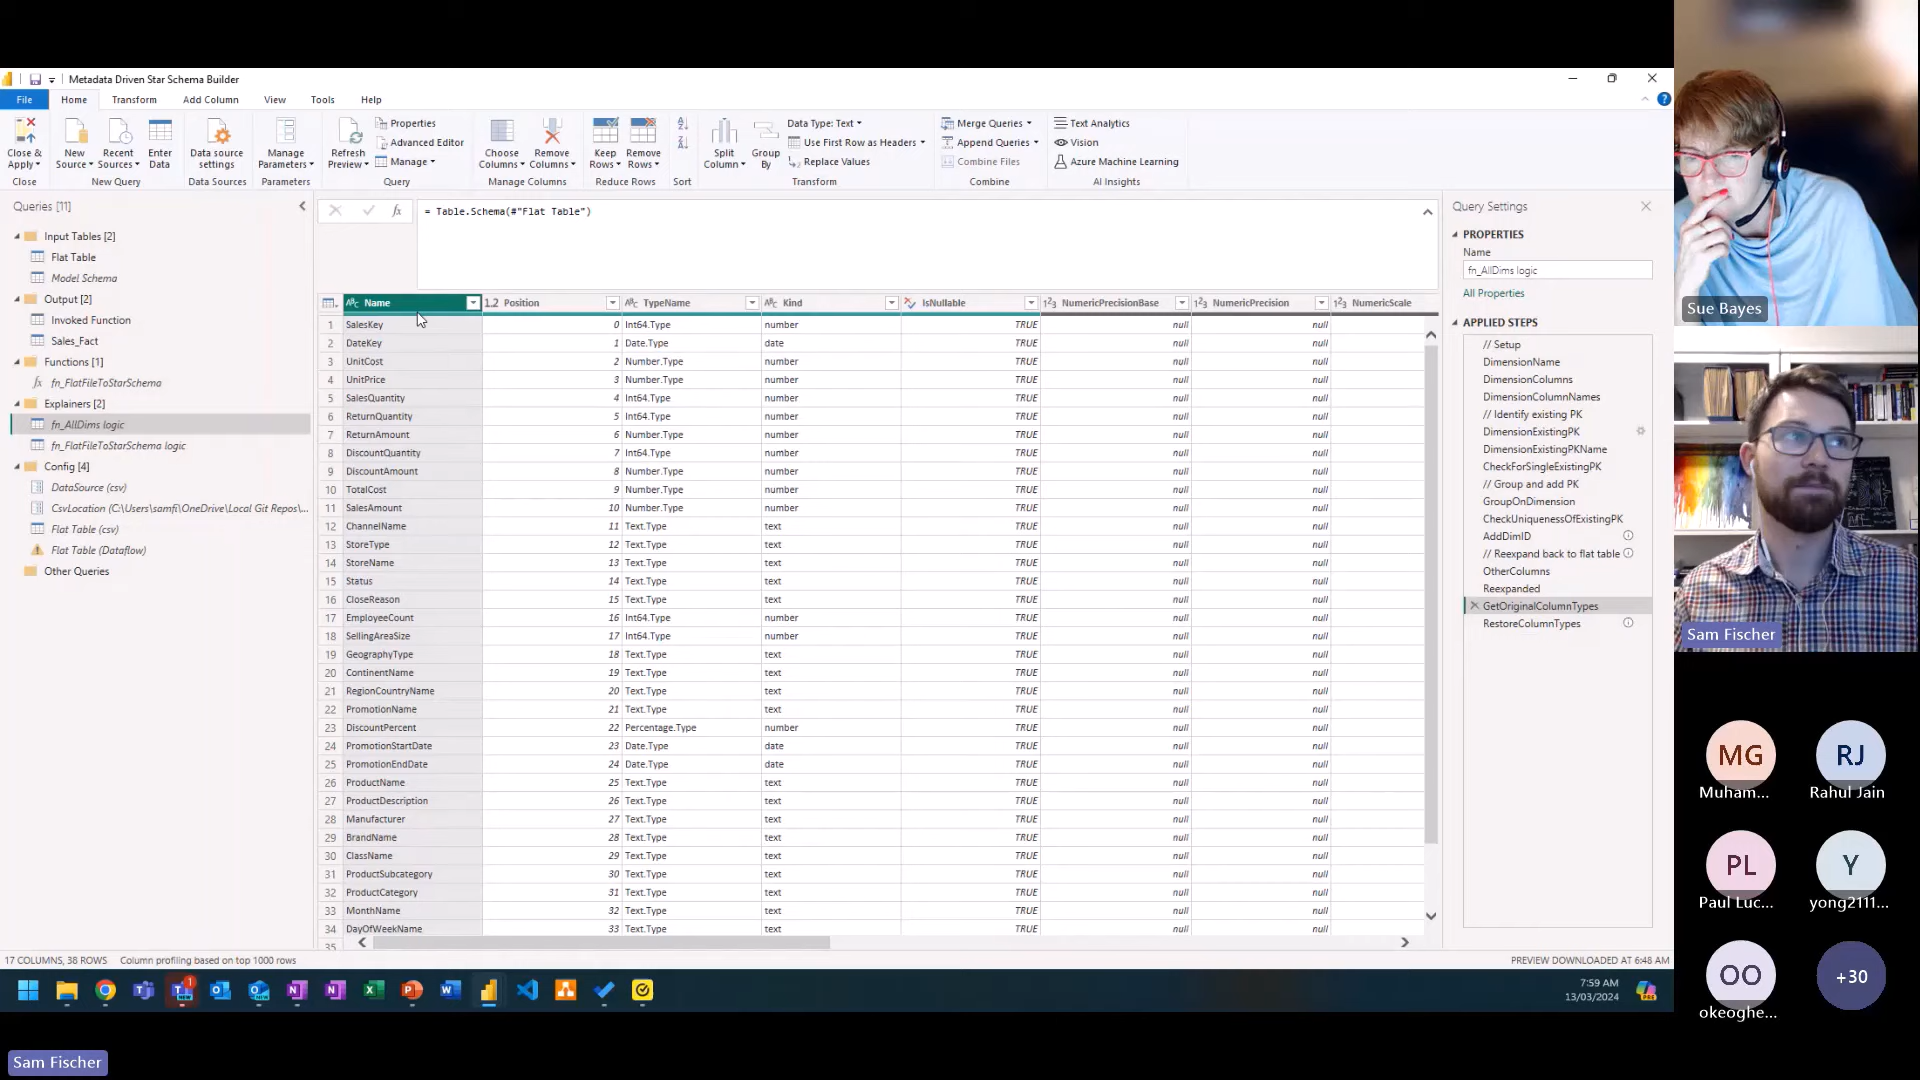 Metadata Driven Star Schema Builder
File Home Transform Add Column View Tools Help
Close & Apply
New Source
Recent Sources
Enter Data
Data source settings
Manage Parameters
Refresh Preview
Properties
Advanced Editor
Manage
Choose Columns
Remove Columns
Keep Rows
Remove Rows
Split Column
Group By
Data Type: Text
Use First Row as Headers
Replace Values
Merge Queries
Append Queries
Combine Files
Text Analytics
Vision
Azure Machine Learning
Close New Query Data Sources Parameters Query Manage Columns Reduce Rows Sort Transform Combine AI Insights
Queries [11]
Input Tables [2]
Flat Table
Model Schema
Output [2]
Invoked Function
Sales_Fact
Functions [1]
fx fn_FlatFileToStarSchema
Explainers [2]
fn_AllDims logic
fn_FlatFileToStarSchema logic
Config [4]
DataSource (csv)
CsvLocation (C:\Users\samfi\OneDrive\Local Git Repos\...
Flat Table (csv)
Flat Table (Dataflow)
Other Queries
fx = Table.Schema(#"Flat Table")
Name 1.2 Position TypeName Kind IsNullable NumericPrecisionBase NumericPrecision NumericScale
1 SalesKey 0 Int64.Type number TRUE null null
2 DateKey 1 Date.Type date TRUE null null
3 UnitCost 2 Number.Type number TRUE null null
4 UnitPrice 3 Number.Type number TRUE null null
5 SalesQuantity 4 Int64.Type number TRUE null null
6 ReturnQuantity 5 Int64.Type number TRUE null null
7 ReturnAmount 6 Number.Type number TRUE null null
8 DiscountQuantity 7 Int64.Type number TRUE null null
9 DiscountAmount 8 Number.Type number TRUE null null
10 TotalCost 9 Number.Type number TRUE null null
11 SalesAmount 10 Number.Type number TRUE null null
12 ChannelName 11 Text.Type text TRUE null null
13 StoreType 12 Text.Type text TRUE null null
14 StoreName 13 Text.Type text TRUE null null
15 Status 14 Text.Type text TRUE null null
16 CloseReason 15 Text.Type text TRUE null null
17 EmployeeCount 16 Int64.Type number TRUE null null
18 SellingAreaSize 17 Int64.Type number TRUE null null
19 GeographyType 18 Text.Type text TRUE null null
20 ContinentName 19 Text.Type text TRUE null null
21 RegionCountryName 20 Text.Type text TRUE null null
22 PromotionName 21 Text.Type text TRUE null null
23 DiscountPercent 22 Percentage.Type number TRUE null null
24 PromotionStartDate 23 Date.Type date TRUE null null
25 PromotionEndDate 24 Date.Type date TRUE null null
26 ProductName 25 Text.Type text TRUE null null
27 ProductDescription 26 Text.Type text TRUE null null
28 Manufacturer 27 Text.Type text TRUE null null
29 BrandName 28 Text.Type text TRUE null null
30 ClassName 29 Text.Type text TRUE null null
31 ProductSubcategory 30 Text.Type text TRUE null null
32 ProductCategory 31 Text.Type text TRUE null null
33 MonthName 32 Text.Type text TRUE null null
34 DayOfWeekName 33 Text.Type text TRUE null null
35
Query Settings
PROPERTIES
Name
fn_AllDims logic
All Properties
APPLIED STEPS
// Setup
DimensionName
DimensionColumns
DimensionColumnNames
// Identify existing PK
DimensionExistingPK
DimensionExistingPKName
CheckForSingleExistingPK
// Group and add PK
GroupOnDimension
CheckUniquenessOfExistingPK
AddDimID
// Reexpand back to flat table
OtherColumns
Reexpanded
GetOriginalColumnTypes
RestoreColumnTypes
17 COLUMNS, 38 ROWS Column profiling based on top 1000 rows
PREVIEW DOWNLOADED AT 6:48 AM
7:59 AM
13/03/2024
Sue Bayes
Sam Fischer
MG
Muham...
RJ
Rahul Jain
PL
Paul Luc...
Y
yong2111...
OO
okeoghe...
+30
Sam Fischer